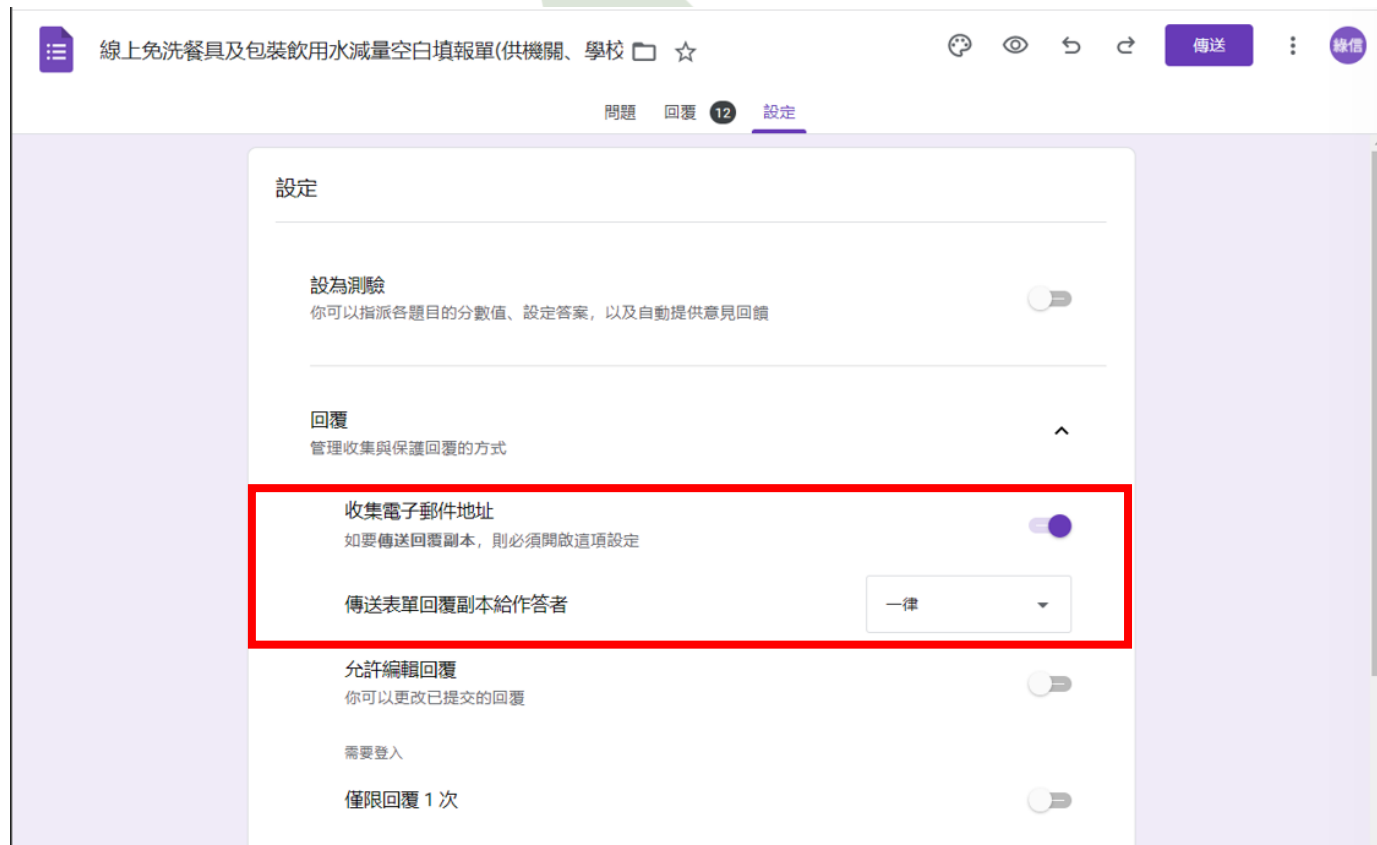 線上免洗餐具及包裝飲用水減量空白填報單(供機關、學校
傳送
綠信
問題 回覆 12 設定
設定
設為測驗
你可以指派各題目的分數值、設定答案，以及自動提供意見回饋
回覆
管理收集與保護回覆的方式
收集電子郵件地址
如要傳送回覆副本，則必須開啟這項設定
傳送表單回覆副本給作答者 一律
允許編輯回覆
你可以更改已提交的回覆
需要登入
僅限回覆 1 次